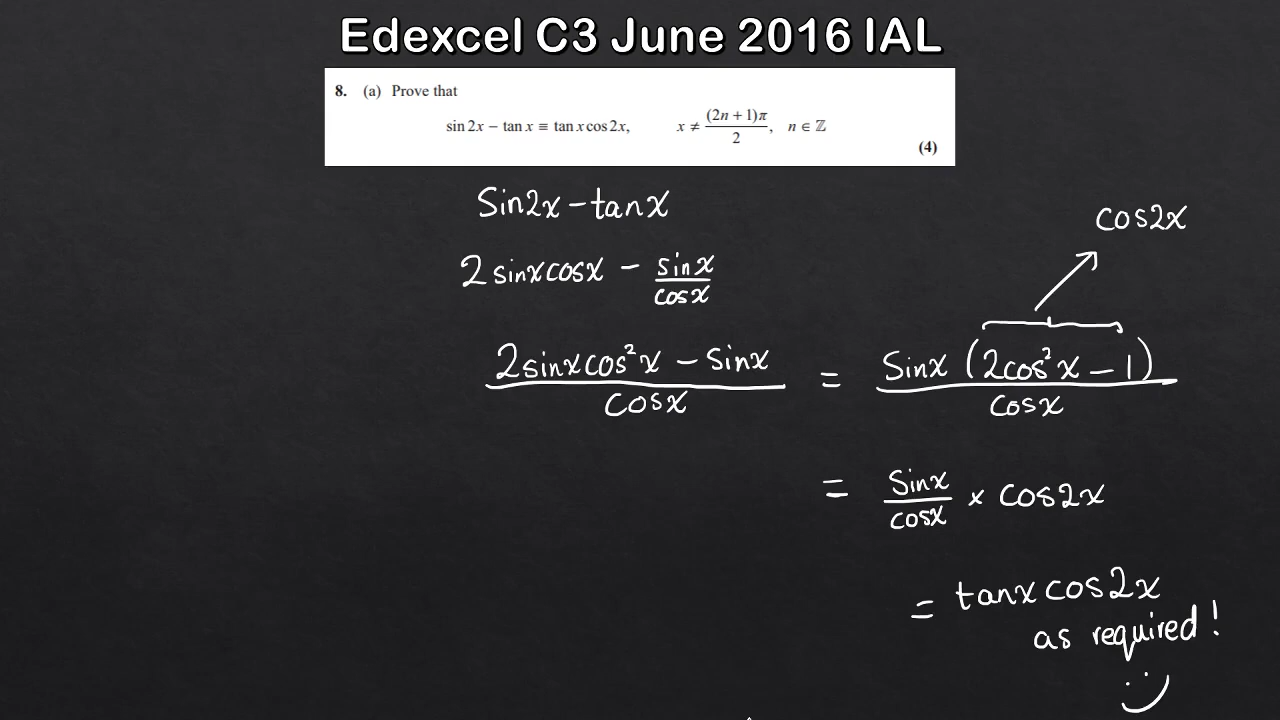 Edexcel C3 June 2016 IAL
8. (a) Prove that
sin 2x − tan x ≡ tan x cos 2x, x ≠ (2n + 1)π / 2, n ∈ ℤ
(4)
Sin2x − tanx
cos2x
2 sinxcosx − sinx / cosx
2sinxcos²x − sinx / cosx = Sinx (2cos²x − 1) / cosx
= Sinx / cosx × cos2x
= tanx cos2x
as required!